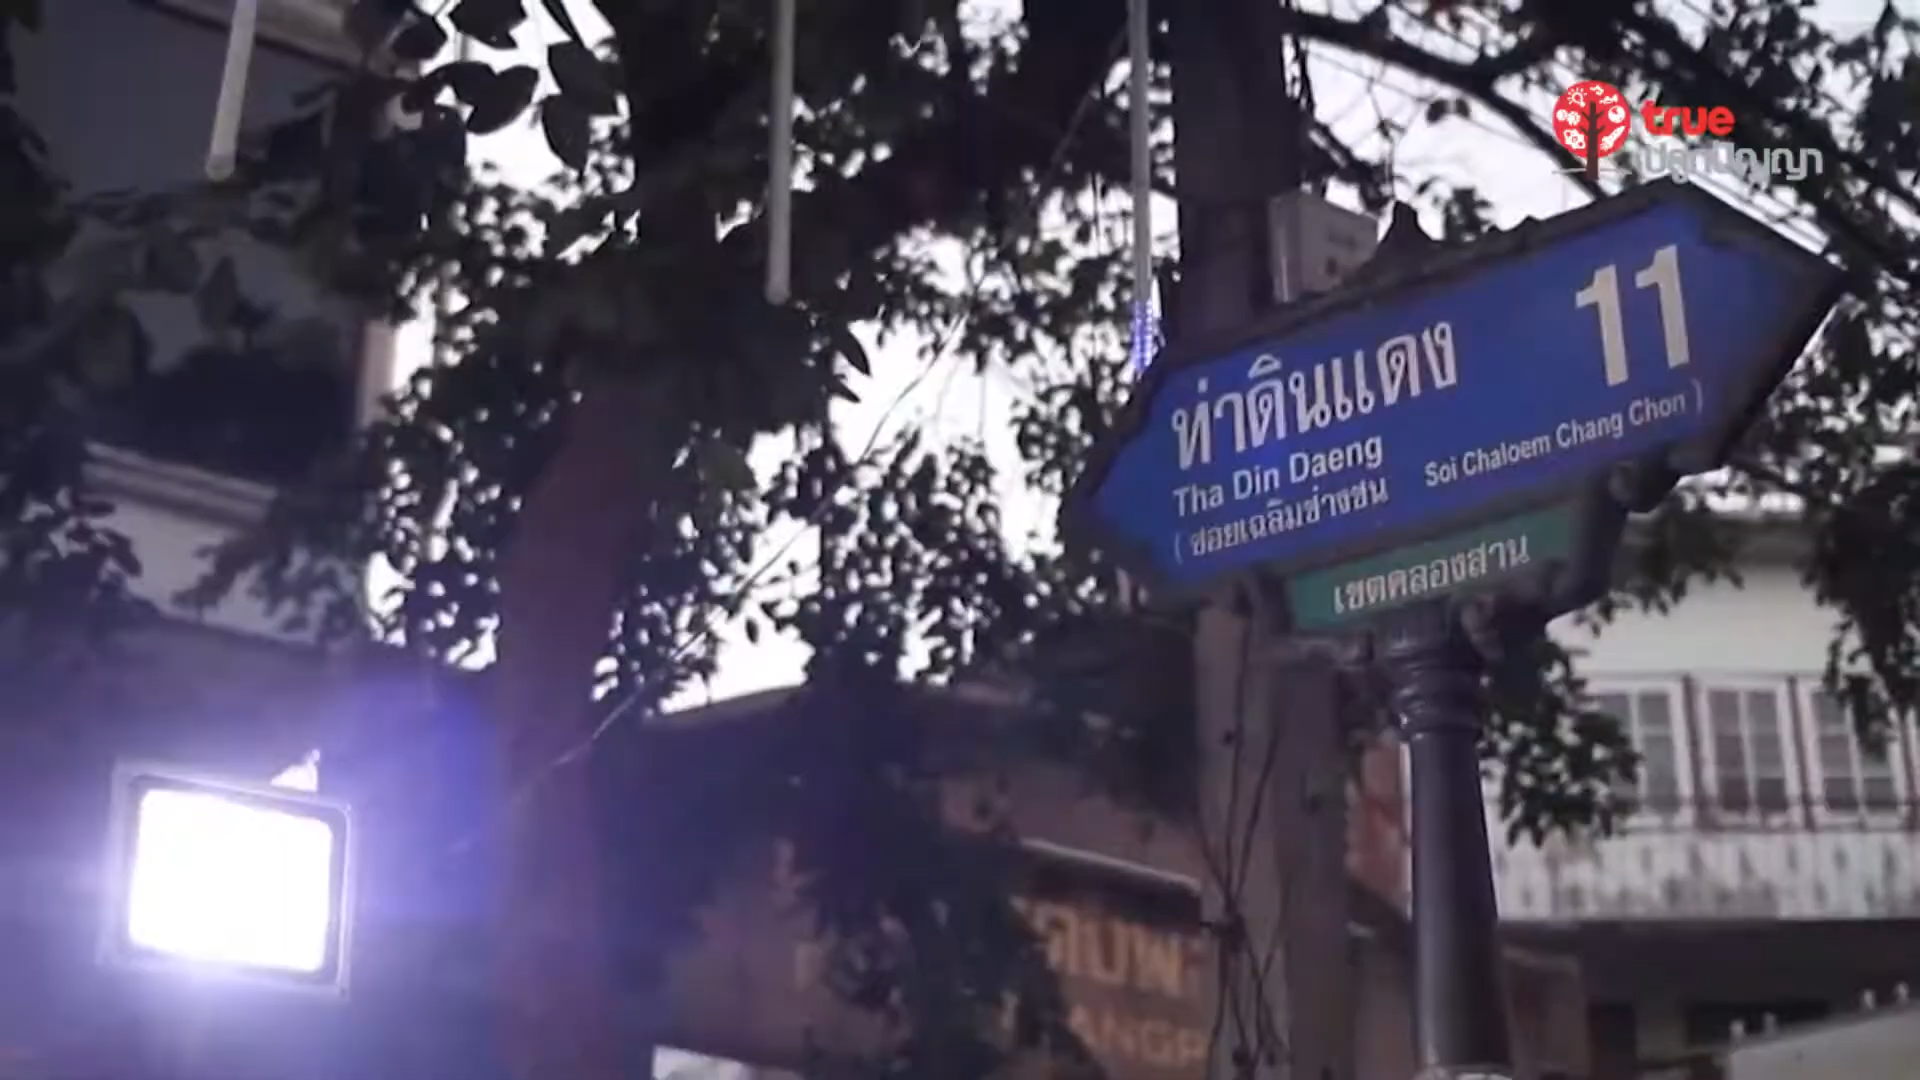 true
ปลูกปัญญา
ท่าดินแดง 11
Tha Din Daeng
( ซอยเฉลิมช่างชน Soi Chaloem Chang Chon )
เขตคลองสาน